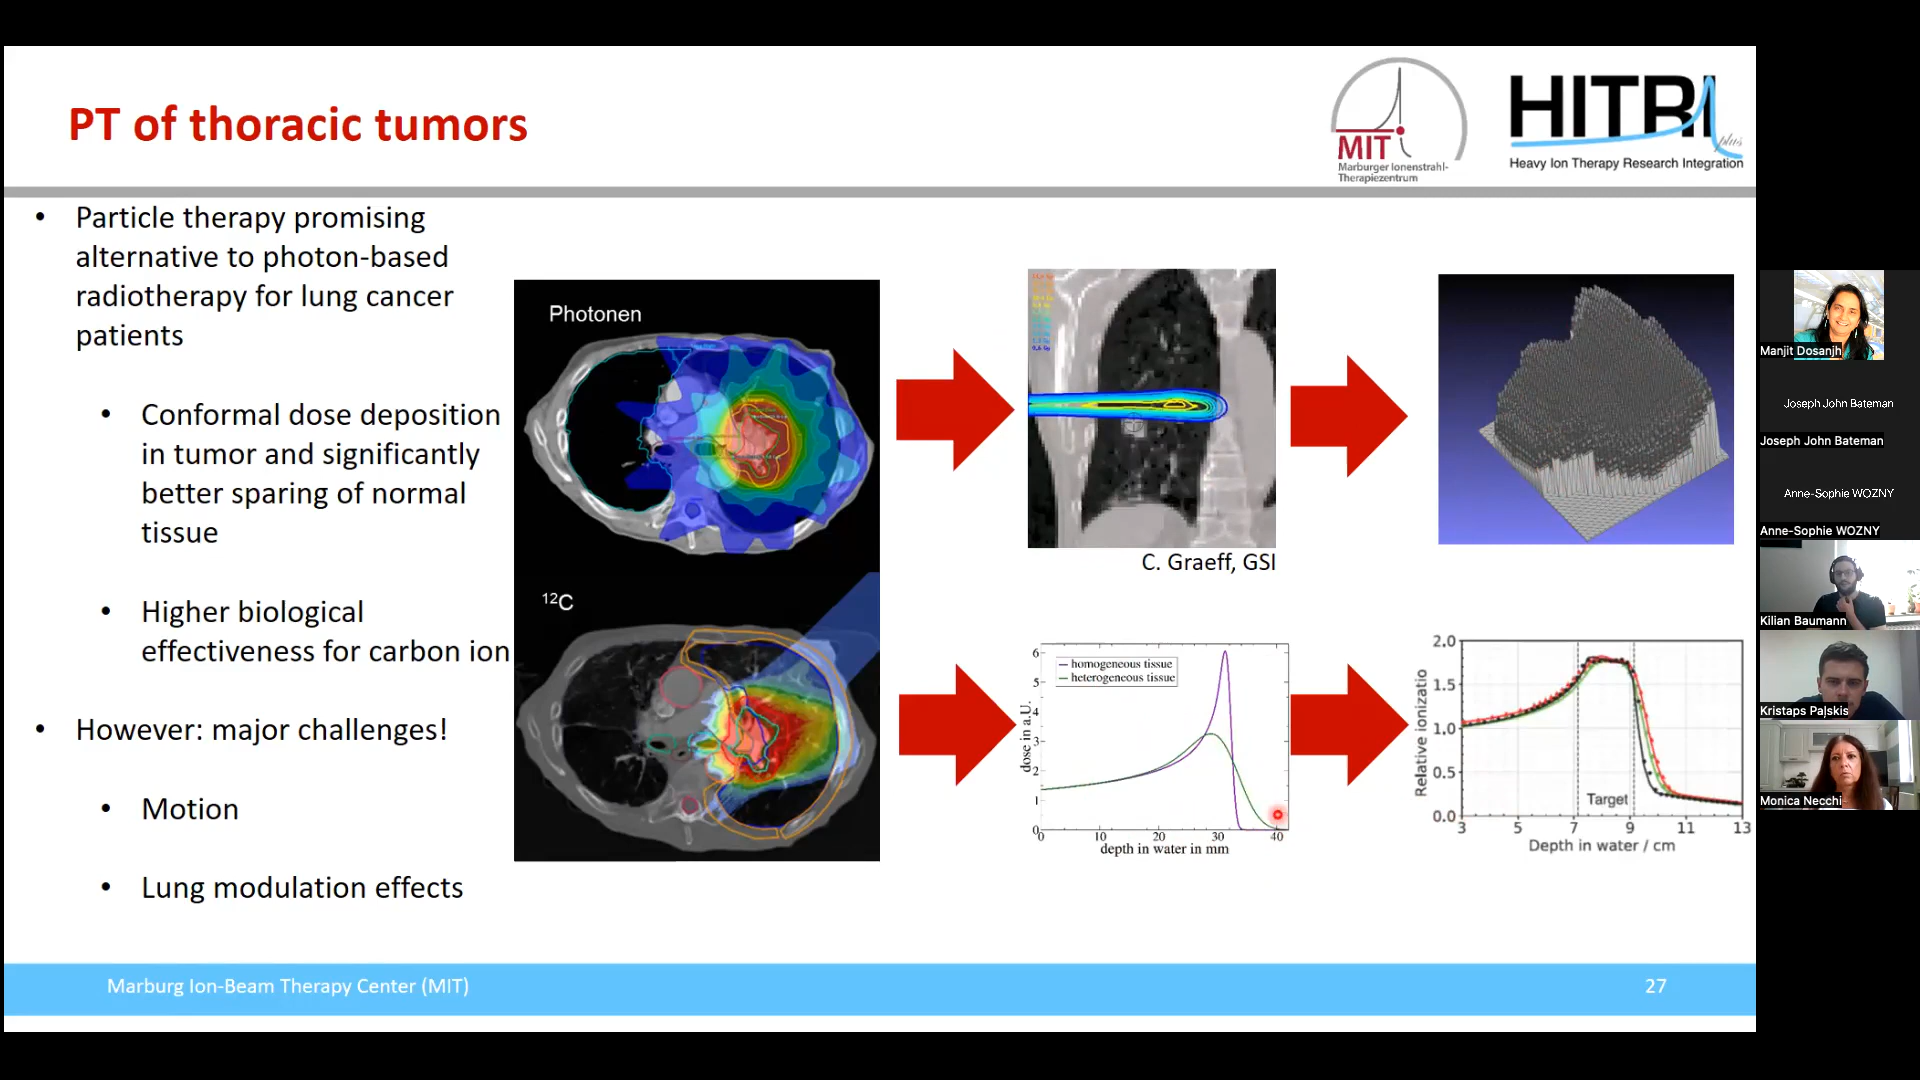 PT of thoracic tumors
MIT
Marburger Ionenstrahl-
Therapiezentrum
HITRI
plus
Heavy Ion Therapy Research Integration
• Particle therapy promising
alternative to photon-based
radiotherapy for lung cancer
patients
• Conformal dose deposition
in tumor and significantly
better sparing of normal
tissue
• Higher biological
effectiveness for carbon ion
• However: major challenges!
• Motion
• Lung modulation effects
Photonen
12C
C. Graeff, GSI
homogeneous tissue
heterogeneous tissue
dose in a.U.
6
5
4
3
2
1
0
0 10 20 30 40
depth in water in mm
Relative ionizatio
2.0
1.5
1.0
0.5
0.0
Target
3 5 7 9 11 13
Depth in water / cm
Marburg Ion-Beam Therapy Center (MIT)
27
Manjit Dosanjh
Joseph John Bateman
Joseph John Bateman
Anne-Sophie WOZNY
Anne-Sophie WOZNY
Kilian Baumann
Kristaps Paļskis
Monica Necchi